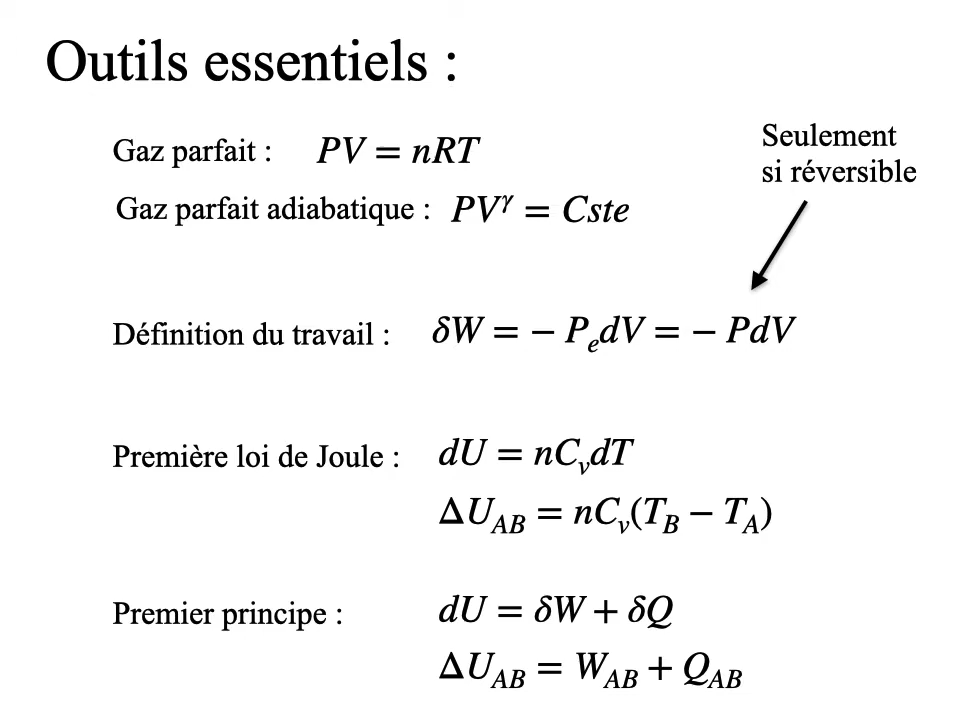 Outils essentiels :
Seulement
si réversible
Gaz parfait : PV = nRT
Gaz parfait adiabatique : PV^γ = Cste
Définition du travail : δW = − P_e dV = − PdV
Première loi de Joule : dU = nC_v dT
ΔU_AB = nC_v(T_B − T_A)
Premier principe : dU = δW + δQ
ΔU_AB = W_AB + Q_AB